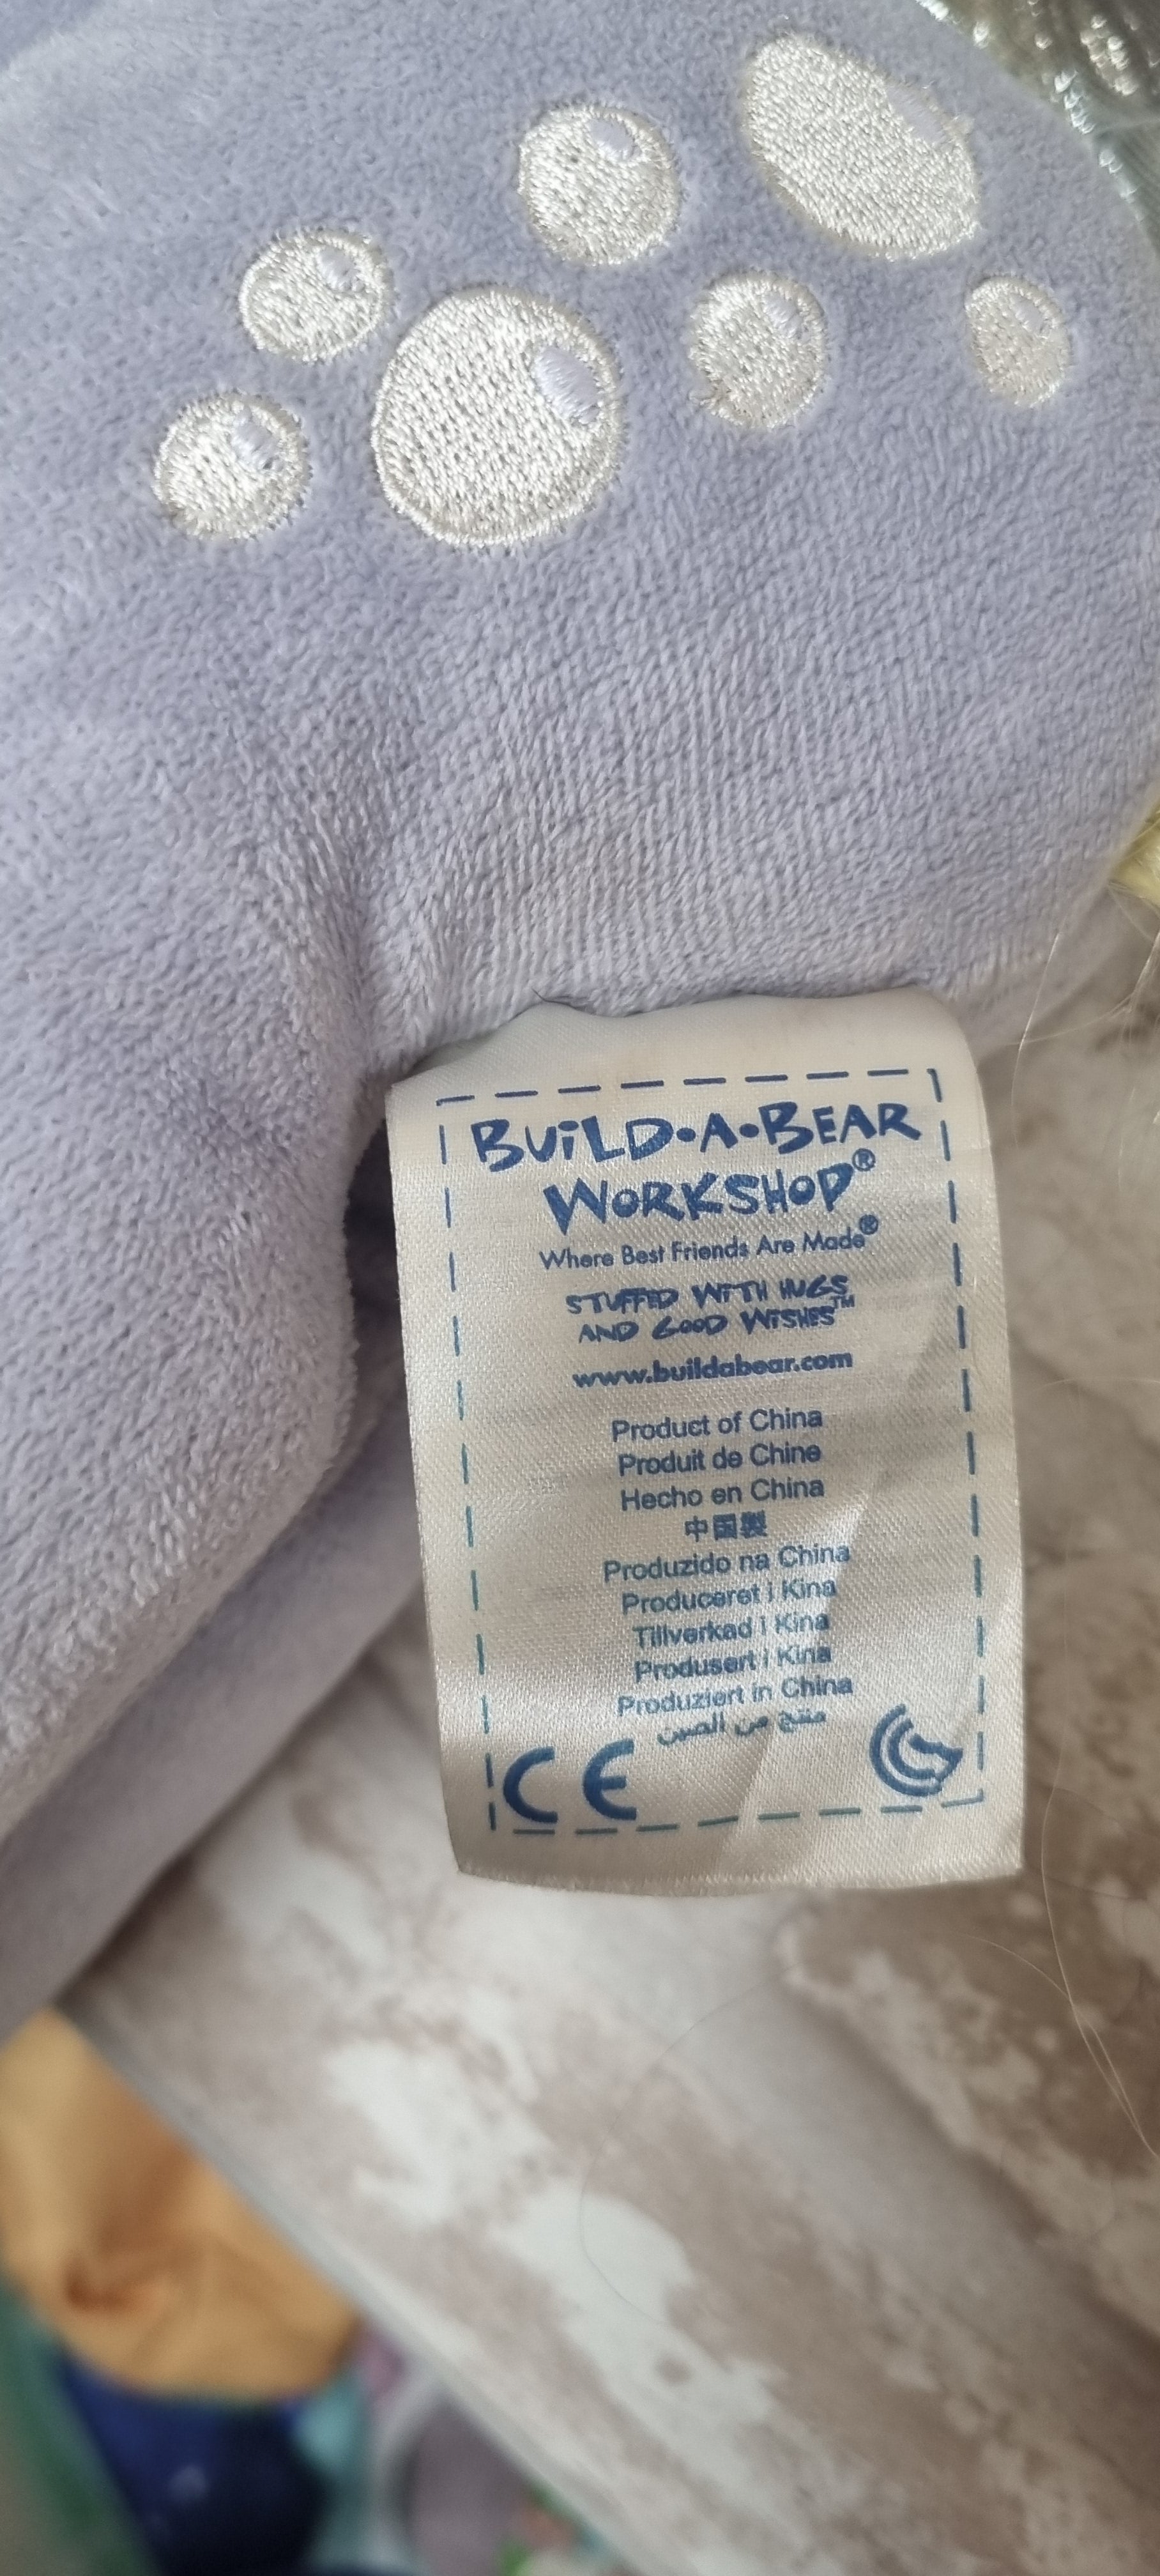 BUiLD•A•BEAR
WORKSHOP®
Where Best Friends Are Made®
STUFFED WiTH HUGS
AND GOOD WiSHES™
www.buildabear.com
Product of China
Produit de Chine
Hecho en China
中国製
Produzido na China
Produceret i Kina
Tillverkad i Kina
Produsert i Kina
Produziert in China
منتج من الصين
CE